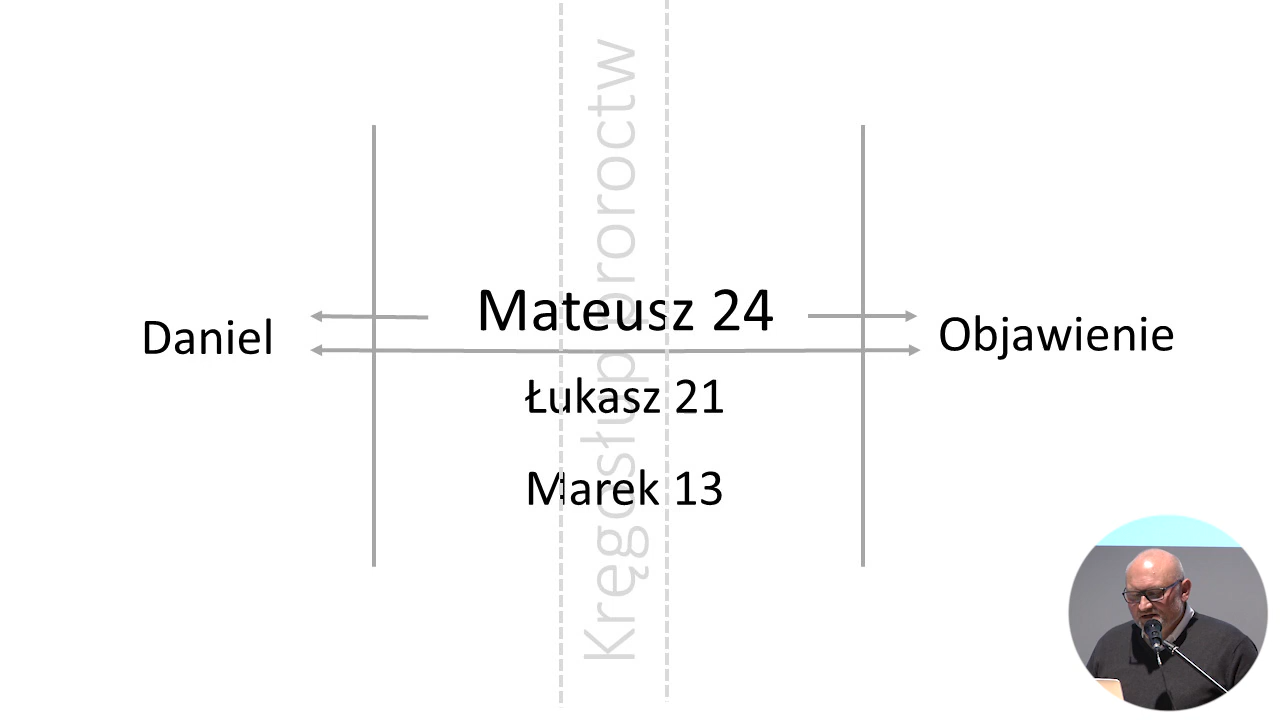 Kręgosłup proroctw
Mateusz 24
Daniel
Objawienie
Łukasz 21
Marek 13